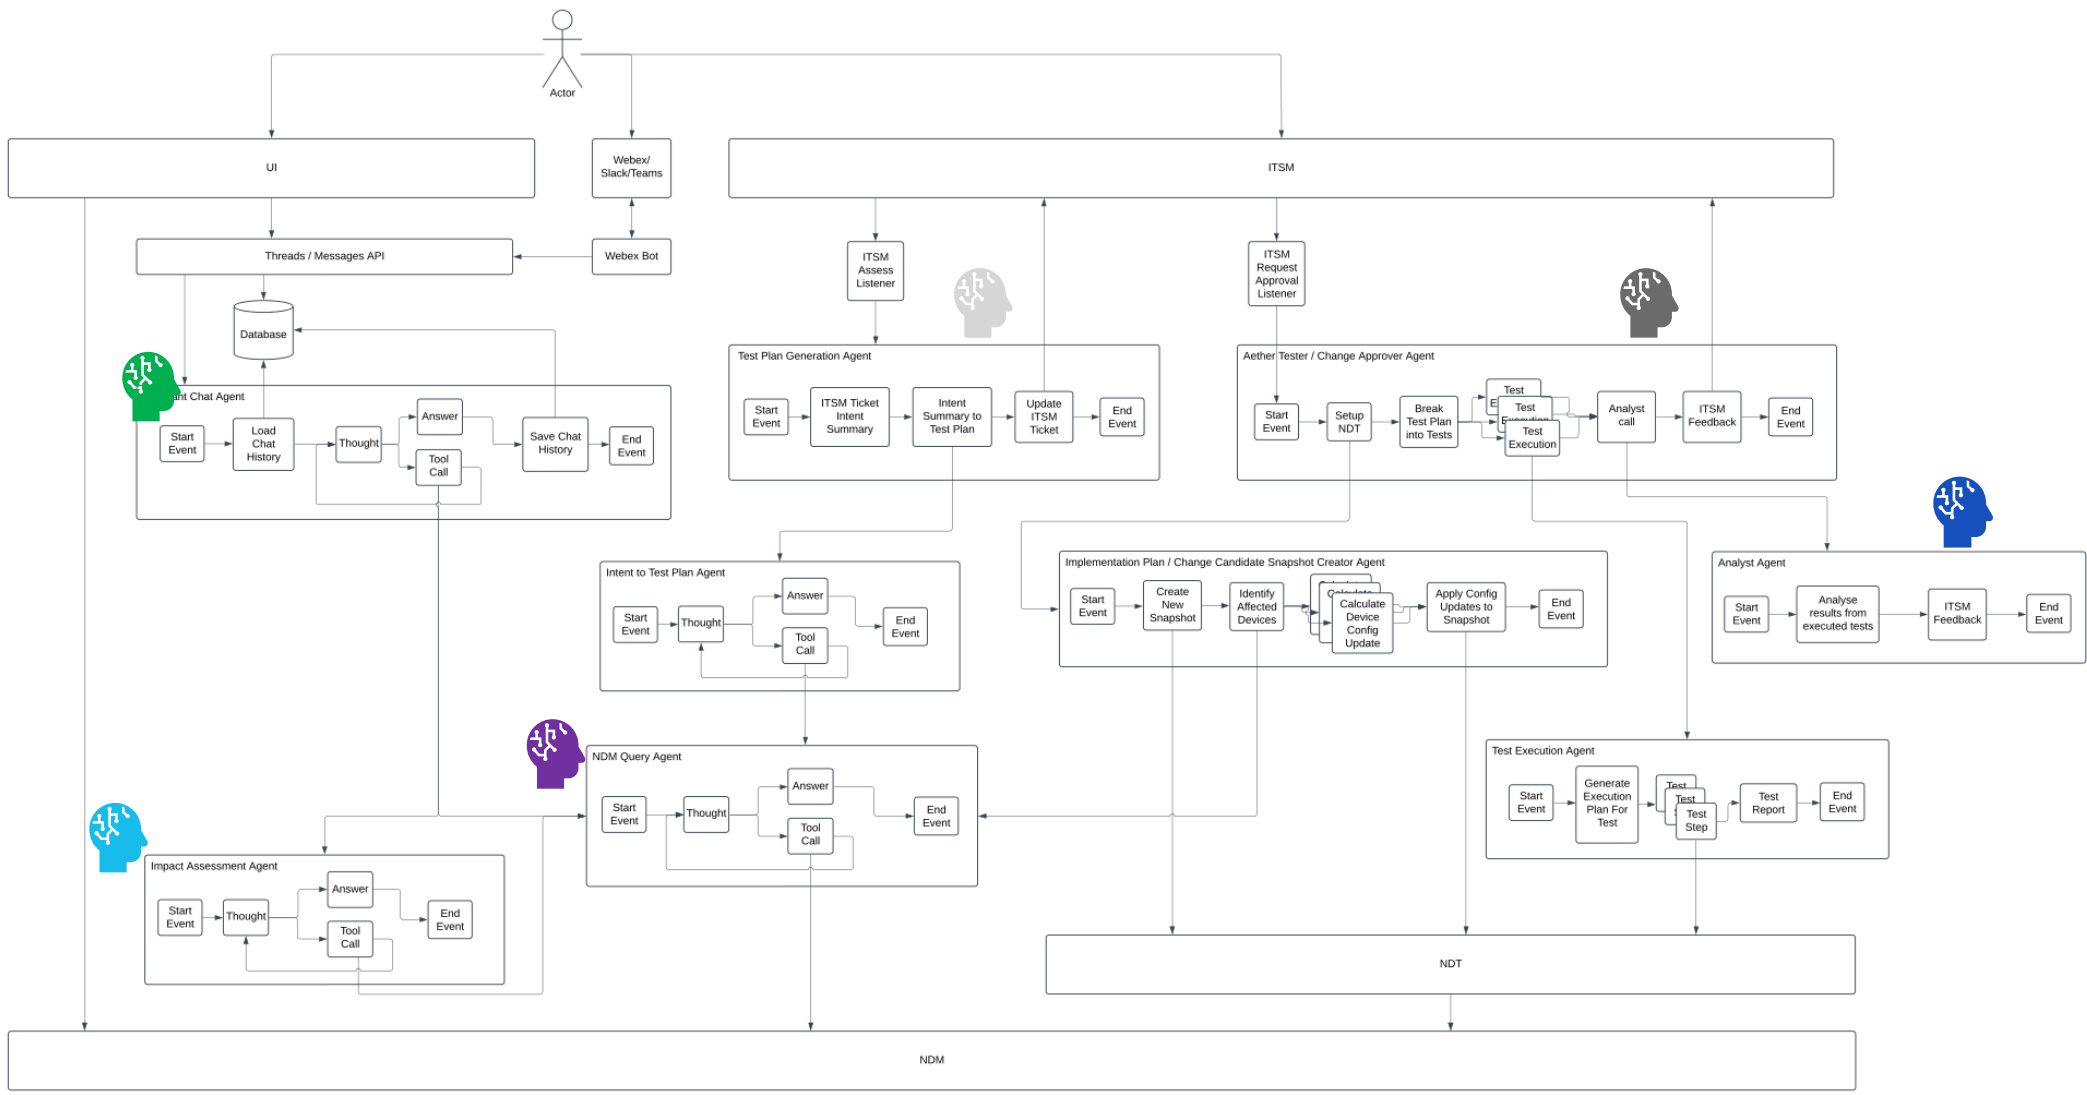 Actor
UI
Webex/
Slack/Teams
ITSM
Threads / Messages API
Webex Bot
ITSM
Assess
Listener
ITSM
Request
Approval
Listener
Database
ant Chat Agent
Start
Event
Load
Chat
History
Thought
Answer
Tool
Call
Save Chat
History
End
Event
Test Plan Generation Agent
Start
Event
ITSM Ticket
Intent
Summary
Intent
Summary to
Test Plan
Update
ITSM
Ticket
End
Event
Aether Tester / Change Approver Agent
Start
Event
Setup
NDT
Break
Test Plan
into Tests
Test
E
Test
Execution
Test
Execution
Analyst
call
ITSM
Feedback
End
Event
Intent to Test Plan Agent
Start
Event
Thought
Answer
Tool
Call
End
Event
Implementation Plan / Change Candidate Snapshot Creator Agent
Start
Event
Create
New
Snapshot
Identify
Affected
Devices
Calculate
Calculate
Calculate
Device
Config
Update
Apply Config
Updates to
Snapshot
End
Event
Analyst Agent
Start
Event
Analyse
results from
executed tests
ITSM
Feedback
End
Event
NDM Query Agent
Start
Event
Thought
Answer
Tool
Call
End
Event
Test Execution Agent
Start
Event
Generate
Execution
Plan For
Test
Test
Test
Test
Step
Test
Report
End
Event
Impact Assessment Agent
Start
Event
Thought
Answer
Tool
Call
End
Event
NDT
NDM